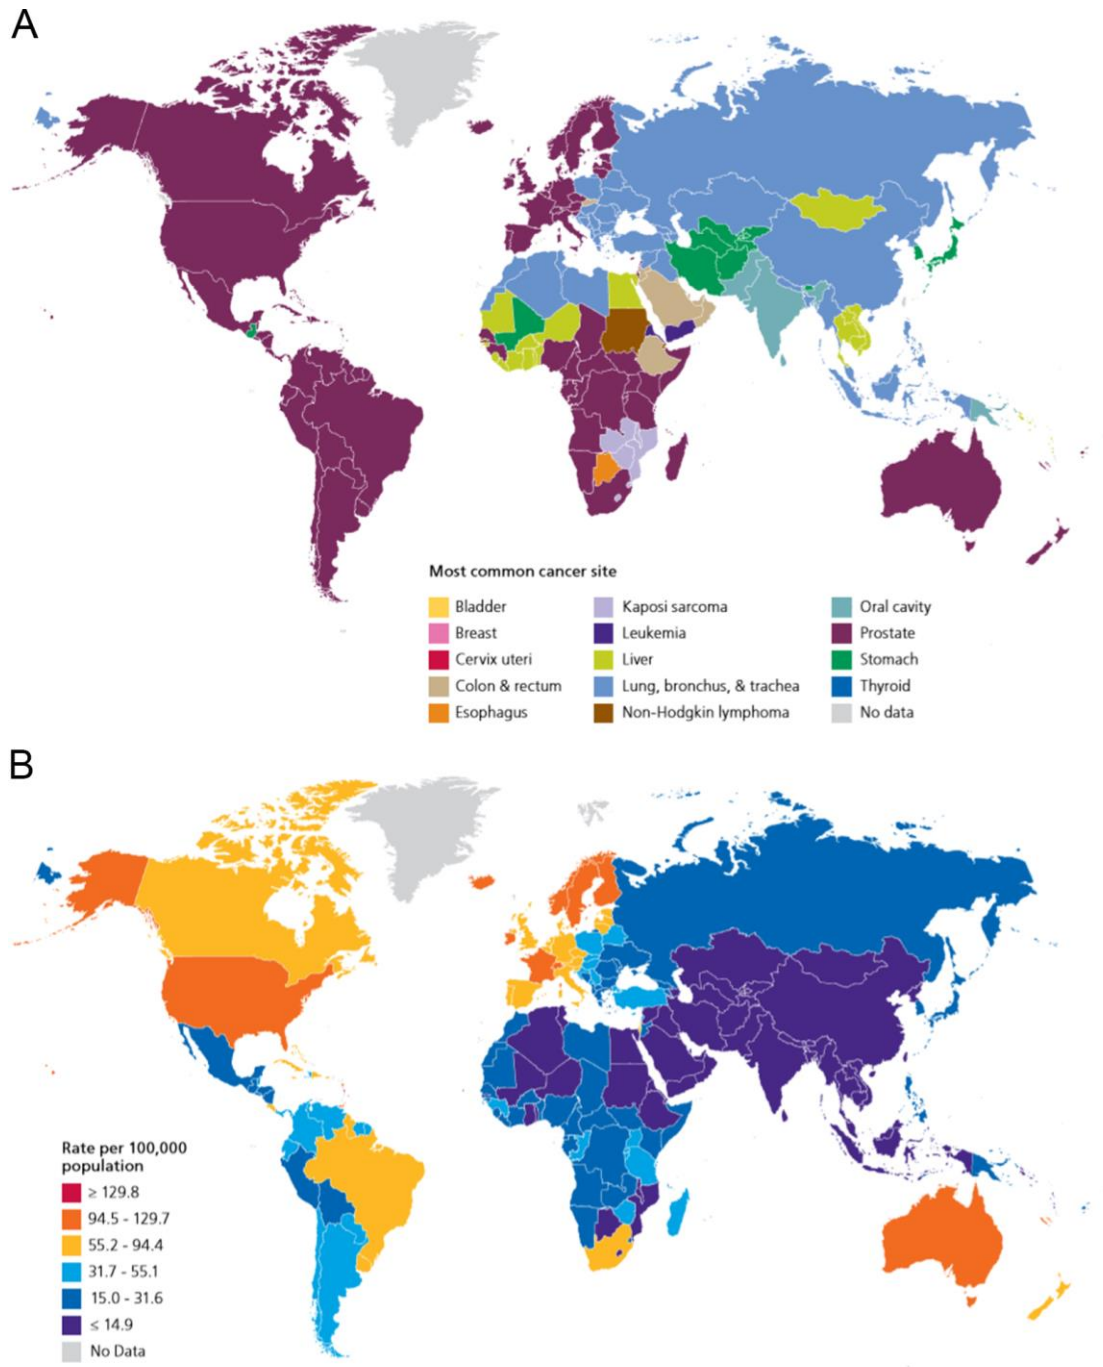 A
Most common cancer site
Bladder
Breast
Cervix uteri
Colon & rectum
Esophagus
Kaposi sarcoma
Leukemia
Liver
Lung, bronchus, & trachea
Non-Hodgkin lymphoma
Oral cavity
Prostate
Stomach
Thyroid
No data
B
Rate per 100,000
population
≥ 129.8
94.5 - 129.7
55.2 - 94.4
31.7 - 55.1
15.0 - 31.6
≤ 14.9
No Data